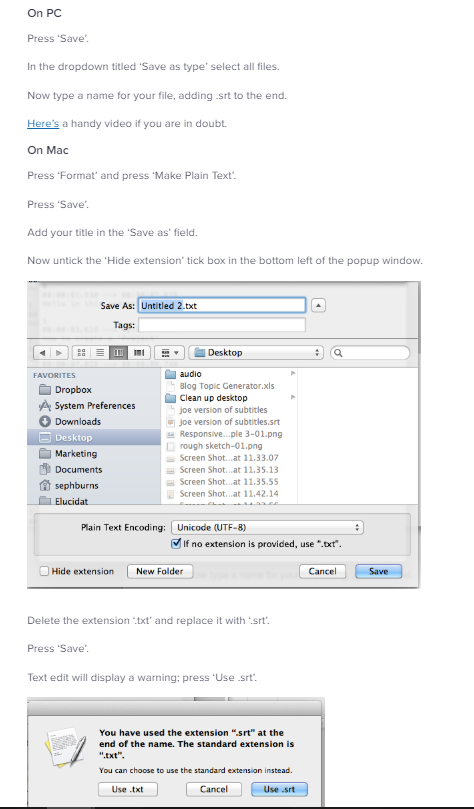 On PC
Press ‘Save’.
In the dropdown titled ‘Save as type’ select all files.
Now type a name for your file, adding .srt to the end.
Here’s a handy video if you are in doubt.
On Mac
Press ‘Format’ and press ‘Make Plain Text’.
Press ‘Save’.
Add your title in the ‘Save as’ field.
Now untick the ‘Hide extension’ tick box in the bottom left of the popup window.
Save As: Untitled 2.txt
Tags:
Desktop
FAVORITES
Dropbox
System Preferences
Downloads
Desktop
Marketing
Documents
sephburns
Elucidat
audio
Blog Topic Generator.xls
Clean up desktop
joe version of subtitles
joe version of subtitles.srt
Responsive...ple 3-01.png
rough sketch-01.png
Screen Shot...at 11.33.07
Screen Shot...at 11.35.13
Screen Shot...at 11.35.55
Screen Shot...at 11.42.14
Plain Text Encoding: Unicode (UTF-8)
If no extension is provided, use ".txt".
Hide extension New Folder Cancel Save
Delete the extension ‘.txt’ and replace it with ‘.srt’.
Press ‘Save’.
Text edit will display a warning; press ‘Use .srt’.
You have used the extension “.srt” at the
end of the name. The standard extension is
“.txt”.
You can choose to use the standard extension instead.
Use .txt Cancel Use .srt